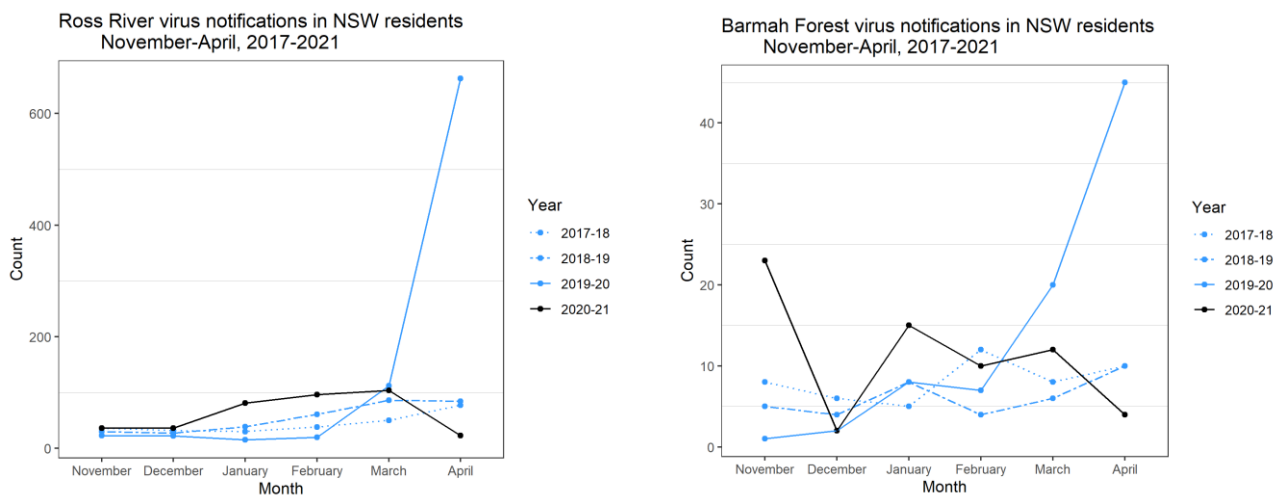 Ross River virus notifications in NSW residents
November-April, 2017-2021
600
400
200
0
Count
November December January February March April
Month
Year
2017-18
2018-19
2019-20
2020-21
Barmah Forest virus notifications in NSW residents
November-April, 2017-2021
40
30
20
10
0
Count
November December January February March April
Month
Year
2017-18
2018-19
2019-20
2020-21